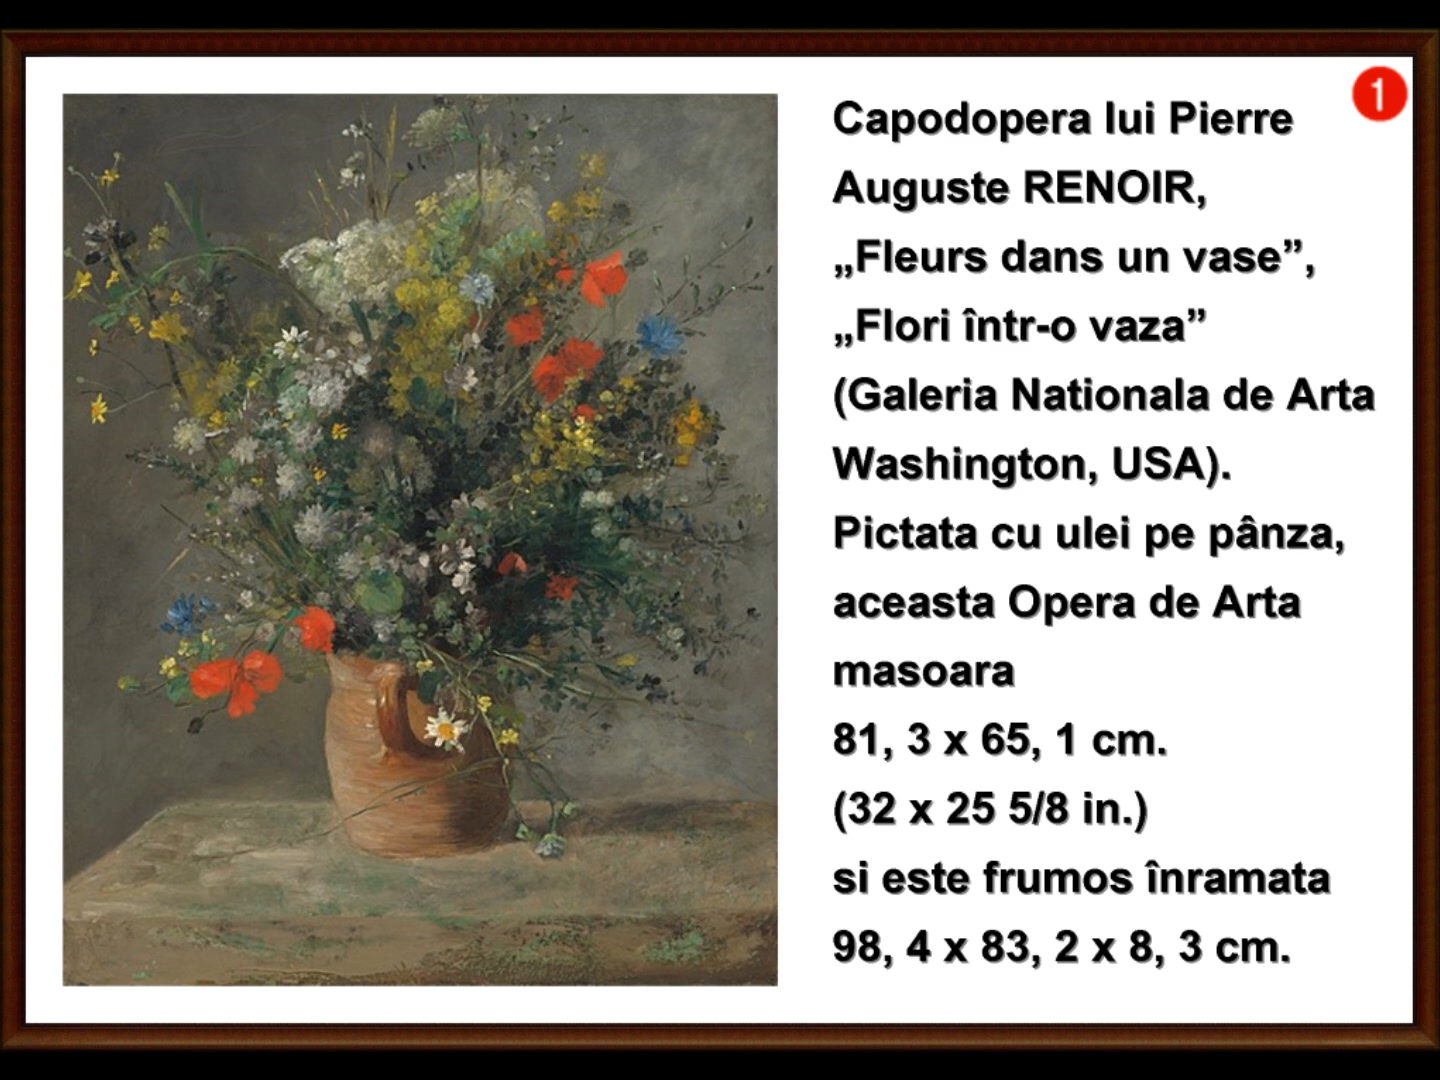 1
Capodopera lui Pierre
Auguste RENOIR,
„Fleurs dans un vase”,
„Flori într-o vaza”
(Galeria Nationala de Arta
Washington, USA).
Pictata cu ulei pe pânza,
aceasta Opera de Arta
masoara
81, 3 x 65, 1 cm.
(32 x 25 5/8 in.)
si este frumos înramata
98, 4 x 83, 2 x 8, 3 cm.